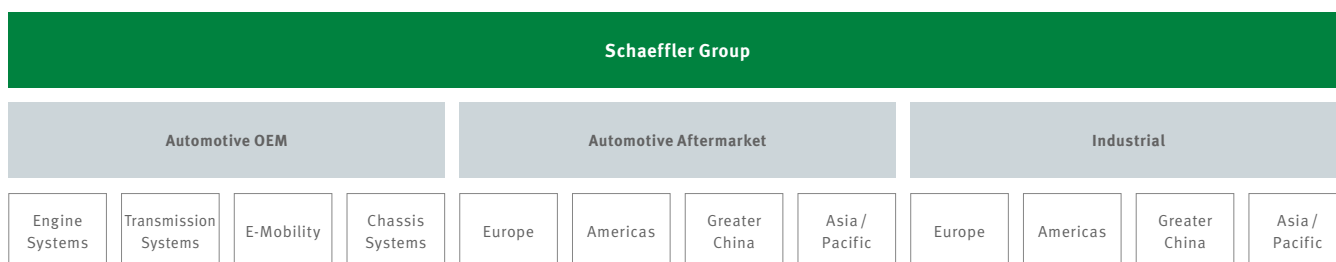 Schaeffler Group
Automotive OEM
Automotive Aftermarket
Industrial
Engine
Systems
Transmission
Systems
E-Mobility
Chassis
Systems
Europe
Americas
Greater
China
Asia/
Pacific
Europe
Americas
Greater
China
Asia/
Pacific